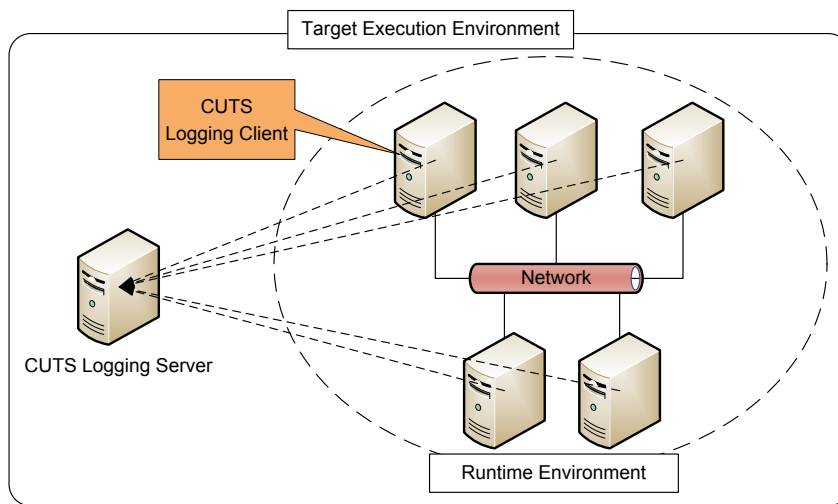 Target Execution Environment
CUTS
Logging Client
Network
CUTS Logging Server
Runtime Environment